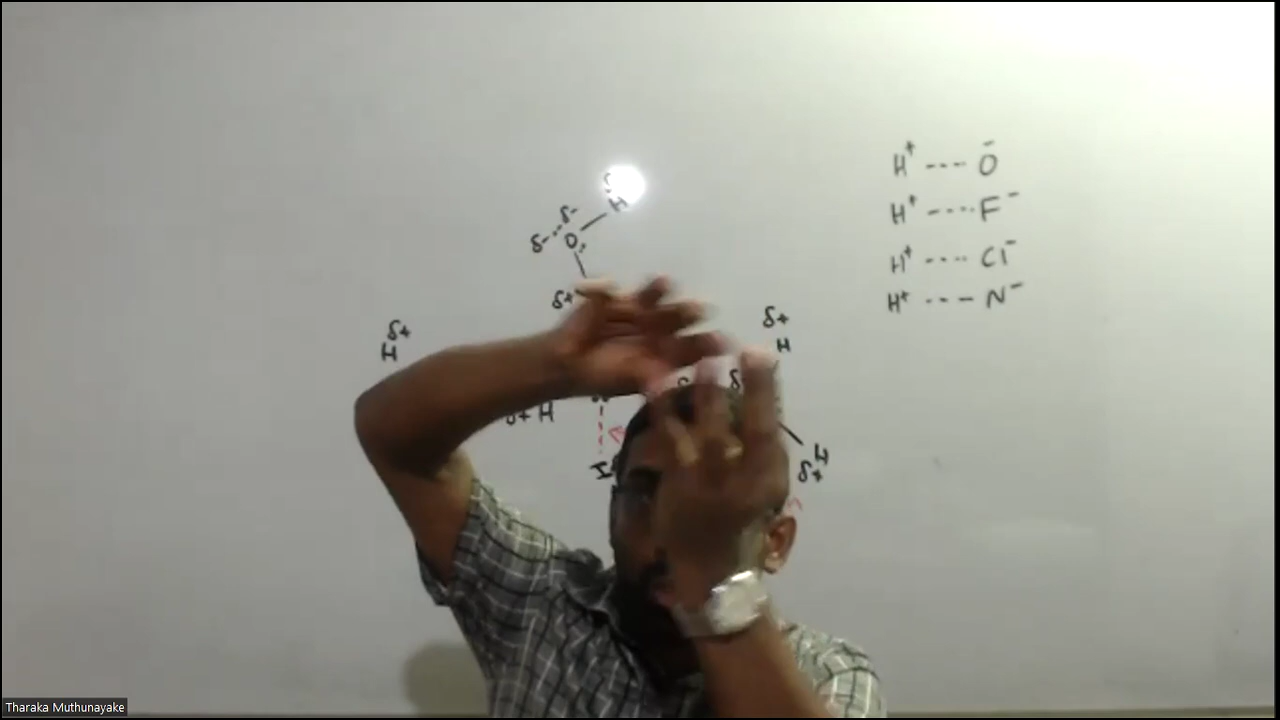 H⁺ ---- O⁻
H⁺ ---- F⁻
H⁺ ---- Cl⁻
H⁺ --- N⁻
H
δ-
δ-
O
δ+
δ+
H
δ+
H
δ+ H
H
δ+
Tharaka Muthunayake